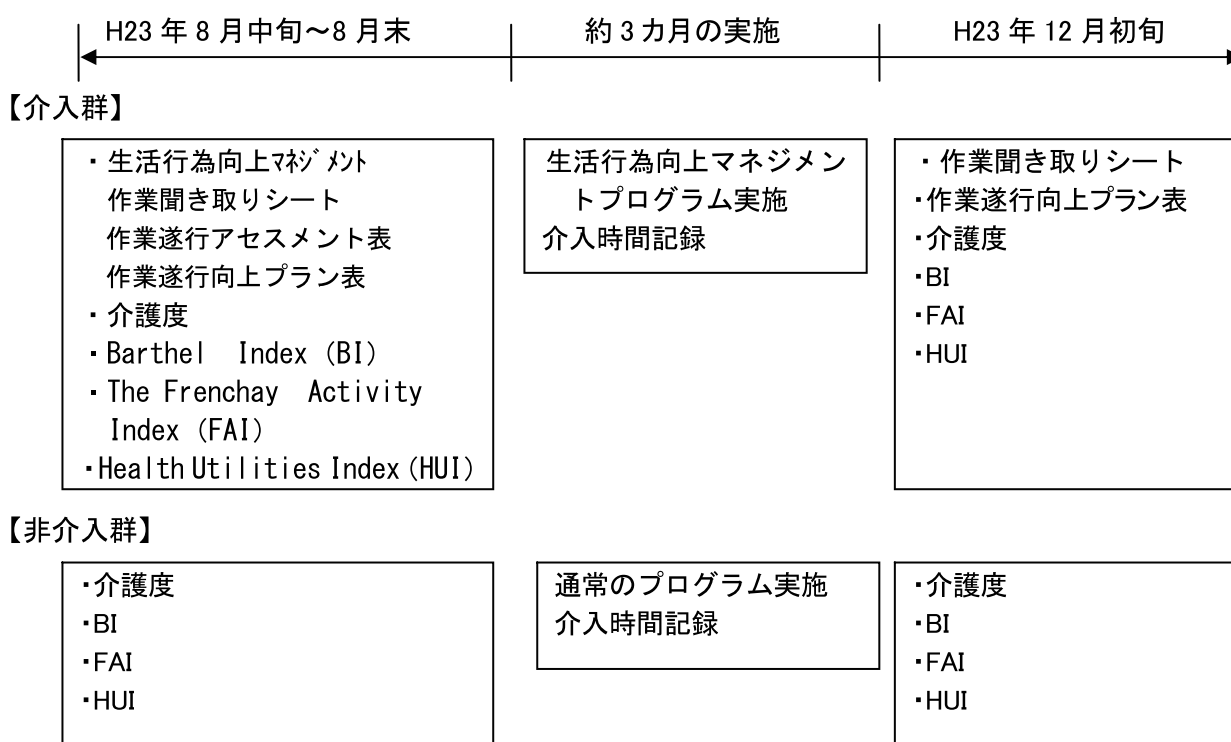 H23 年 8 月中旬～8 月末
約 3 カ月の実施
H23 年 12 月初旬
【介入群】
・生活行為向上ﾏﾈｼﾞﾒﾝﾄ
作業聞き取りシート
作業遂行アセスメント表
作業遂行向上プラン表
・介護度
・Barthel Index (BI)
・The Frenchay Activity
Index (FAI)
・Health Utilities Index (HUI)
生活行為向上マネジメン
トプログラム実施
介入時間記録
・作業聞き取りシート
・作業遂行向上プラン表
・介護度
・BI
・FAI
・HUI
【非介入群】
・介護度
・BI
・FAI
・HUI
通常のプログラム実施
介入時間記録
・介護度
・BI
・FAI
・HUI